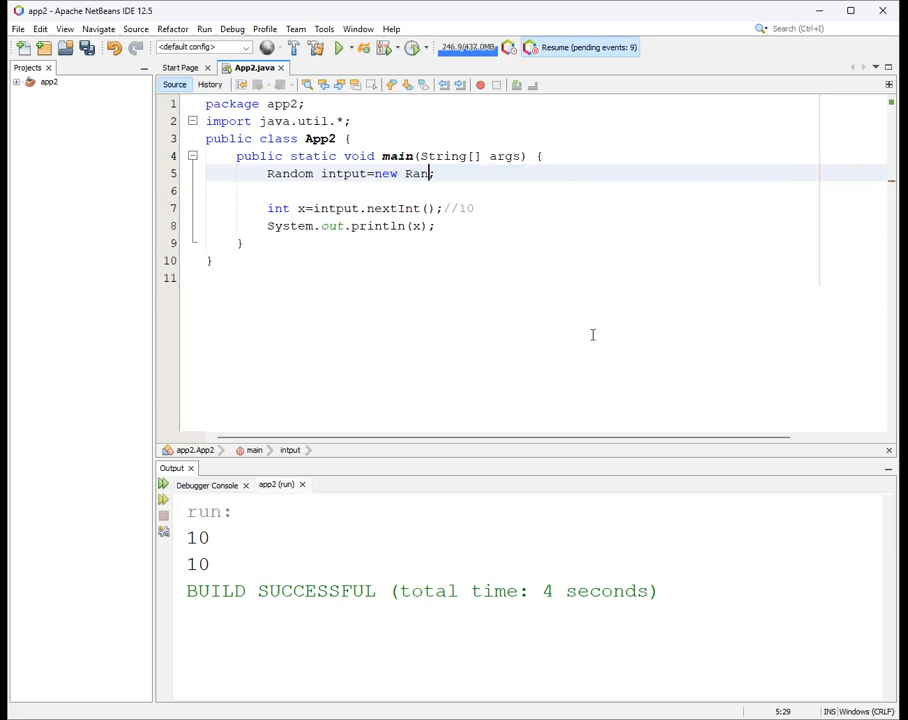 app2 - Apache NetBeans IDE 12.5
File Edit View Navigate Source Refactor Run Debug Profile Team Tools Window Help
Search (Ctrl+I)
<default config>
246.9/437.0MB
Resume (pending events: 9)
Projects
Start Page
App2.java
app2
Source
History
1 package app2;
2 import java.util.*;
3 public class App2 {
4 public static void main(String[] args) {
5 Random intput=new Ran;
6
7 int x=intput.nextInt();//10
8 System.out.println(x);
9 }
10 }
11
app2.App2
main
intput
Output
Debugger Console
app2 (run)
run:
10
10
BUILD SUCCESSFUL (total time: 4 seconds)
5:29
INS
Windows (CRLF)